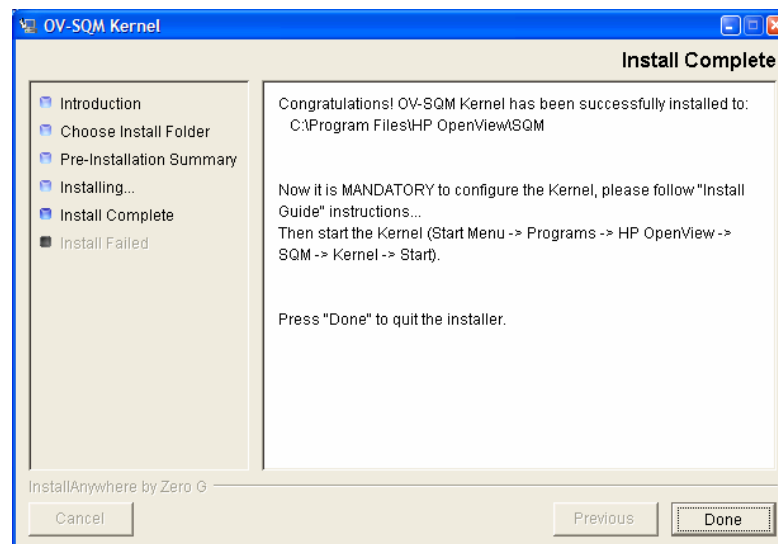 OV-SQM Kernel
Install Complete
Introduction
Choose Install Folder
Pre-Installation Summary
Installing...
Install Complete
Install Failed
Congratulations! OV-SQM Kernel has been successfully installed to:
C:\Program Files\HP OpenView\SQM
Now it is MANDATORY to configure the Kernel, please follow "Install
Guide" instructions...
Then start the Kernel (Start Menu -> Programs -> HP OpenView ->
SQM -> Kernel -> Start).
Press "Done" to quit the installer.
InstallAnywhere by Zero G
Cancel
Previous
Done